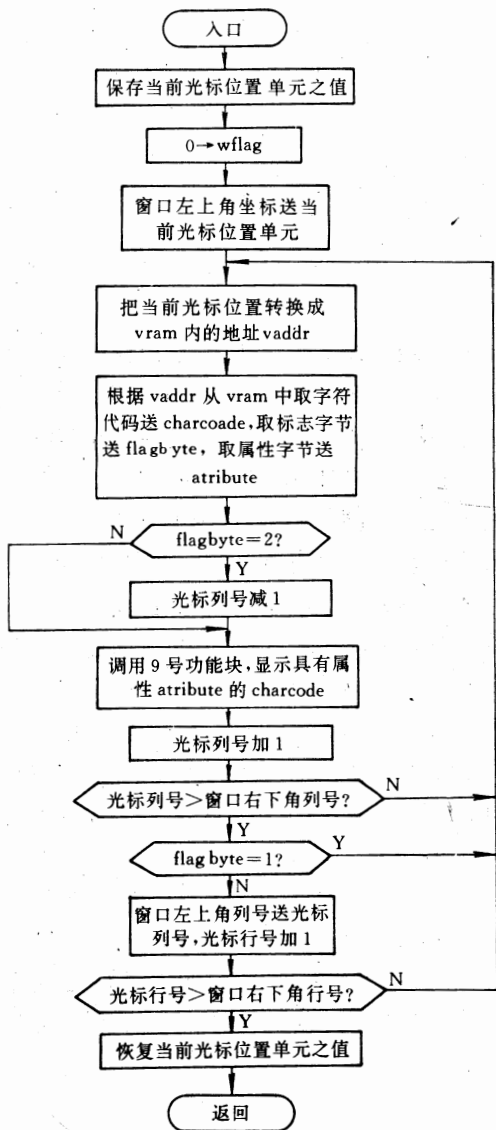 入口
保存当前光标位置单元之值
0→wflag
窗口左上角坐标送当
前光标位置单元
把当前光标位置转换成
vram 内的地址vaddr
根据 vaddr 从 vram 中取字符
代码送 charcoade,取标志字节
送 flagbyte, 取属性字节送
atribute
N
flagbyte=2?
Y
光标列号减 1
调用 9 号功能块,显示具有属
性 atribute 的 charcode
光标列号加 1
光标列号>窗口右下角列号?
N
Y
flagbyte=1?
Y
N
窗口左上角列号送光标
列号,光标行号加 1
光标行号>窗口右下角行号?
N
Y
恢复当前光标位置单元之值
返回